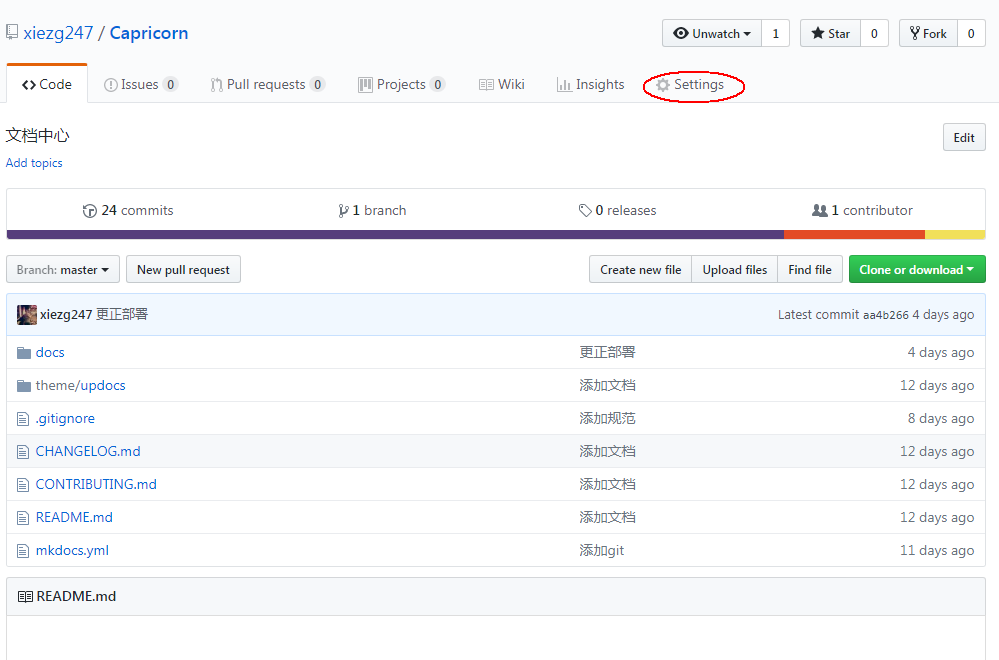 xiezg247 / Capricorn
Unwatch 1 Star 0 Fork 0
Code Issues 0 Pull requests 0 Projects 0 Wiki Insights Settings
文档中心
Edit
Add topics
24 commits 1 branch 0 releases 1 contributor
Branch: master New pull request Create new file Upload files Find file Clone or download
xiezg247 更正部署 Latest commit aa4b266 4 days ago
docs 更正部署 4 days ago
theme/updocs 添加文档 12 days ago
.gitignore 添加规范 8 days ago
CHANGELOG.md 添加文档 12 days ago
CONTRIBUTING.md 添加文档 12 days ago
README.md 添加文档 12 days ago
mkdocs.yml 添加git 11 days ago
README.md